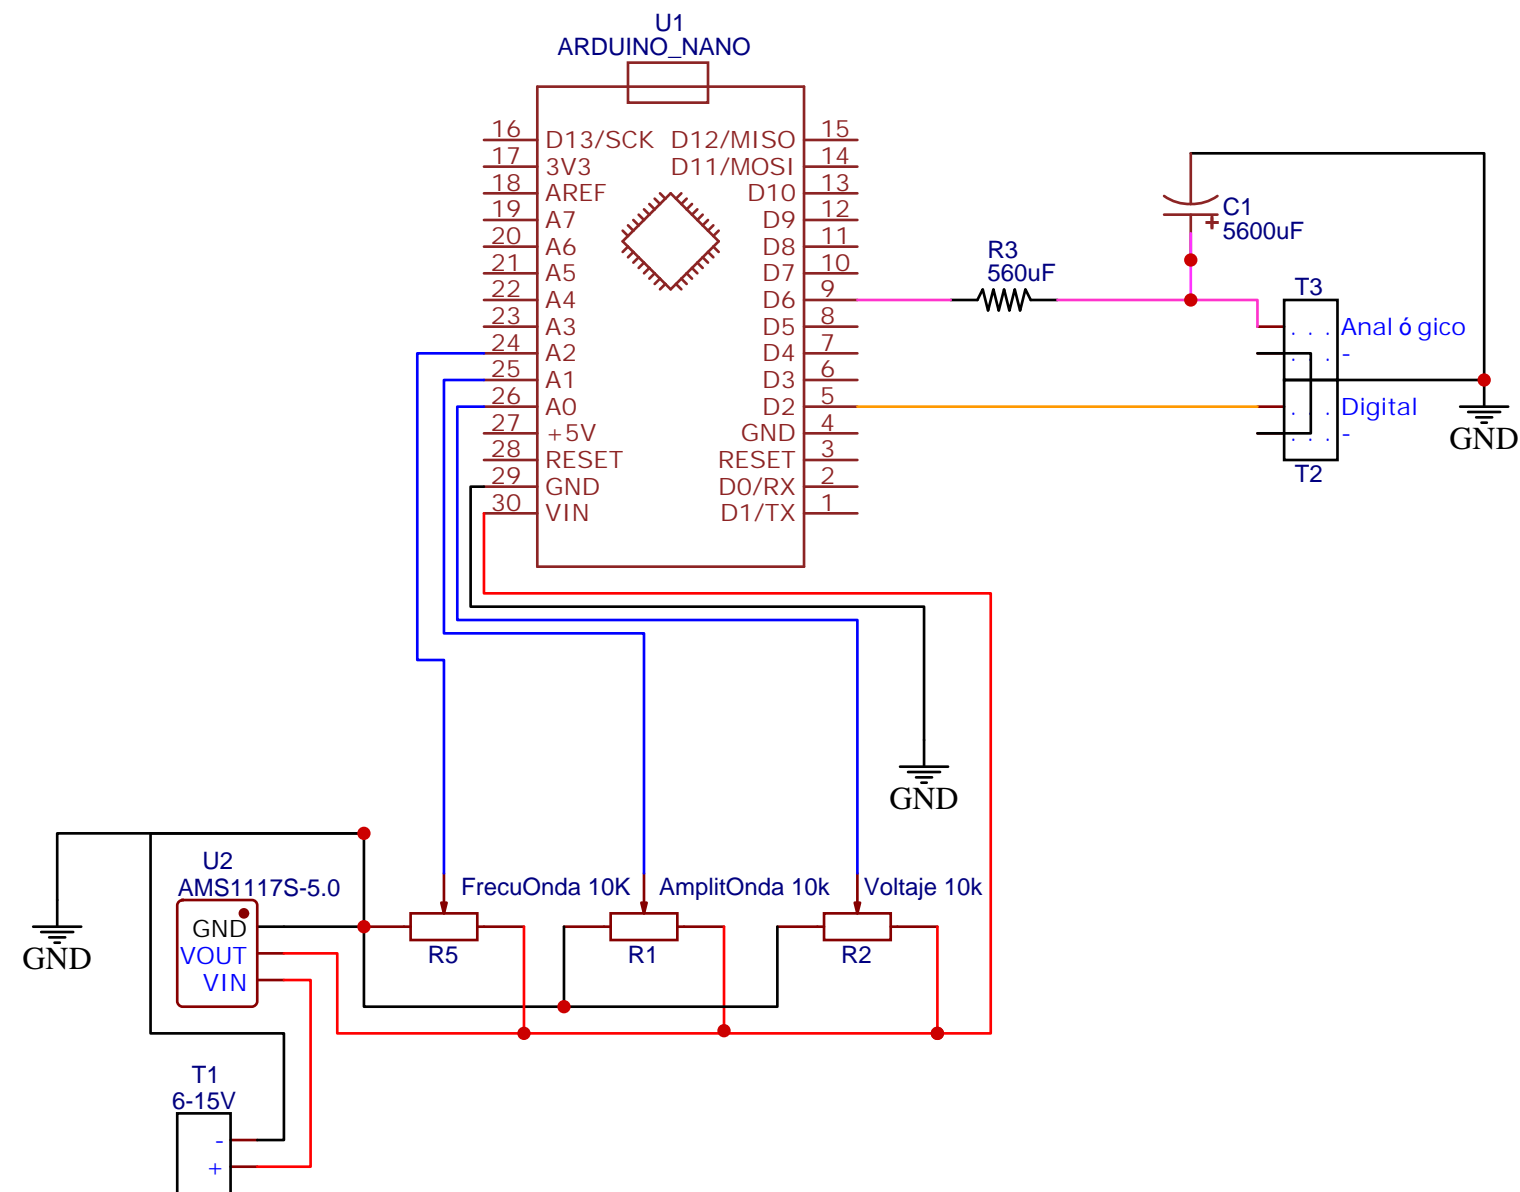 U1
ARDUINO_NANO
16 D13/SCK D12/MISO 15
17 3V3 D11/MOSI 14
18 AREF D10 13
19 A7 D9 12
20 A6 D8 11
21 A5 D7 10
22 A4 D6 9
23 A3 D5 8
24 A2 D4 7
25 A1 D3 6
26 A0 D2 5
27 +5V GND 4
28 RESET RESET 3
29 GND D0/RX 2
30 VIN D1/TX 1
R3
560uF
C1
+ 5600uF
T3
Anal ó gico
-
Digital
-
T2
GND
GND
GND
U2
AMS1117S-5.0
GND
VOUT
VIN
FrecuOnda 10K
R5
AmplitOnda 10k
R1
Voltaje 10k
R2
T1
6-15V
-
+